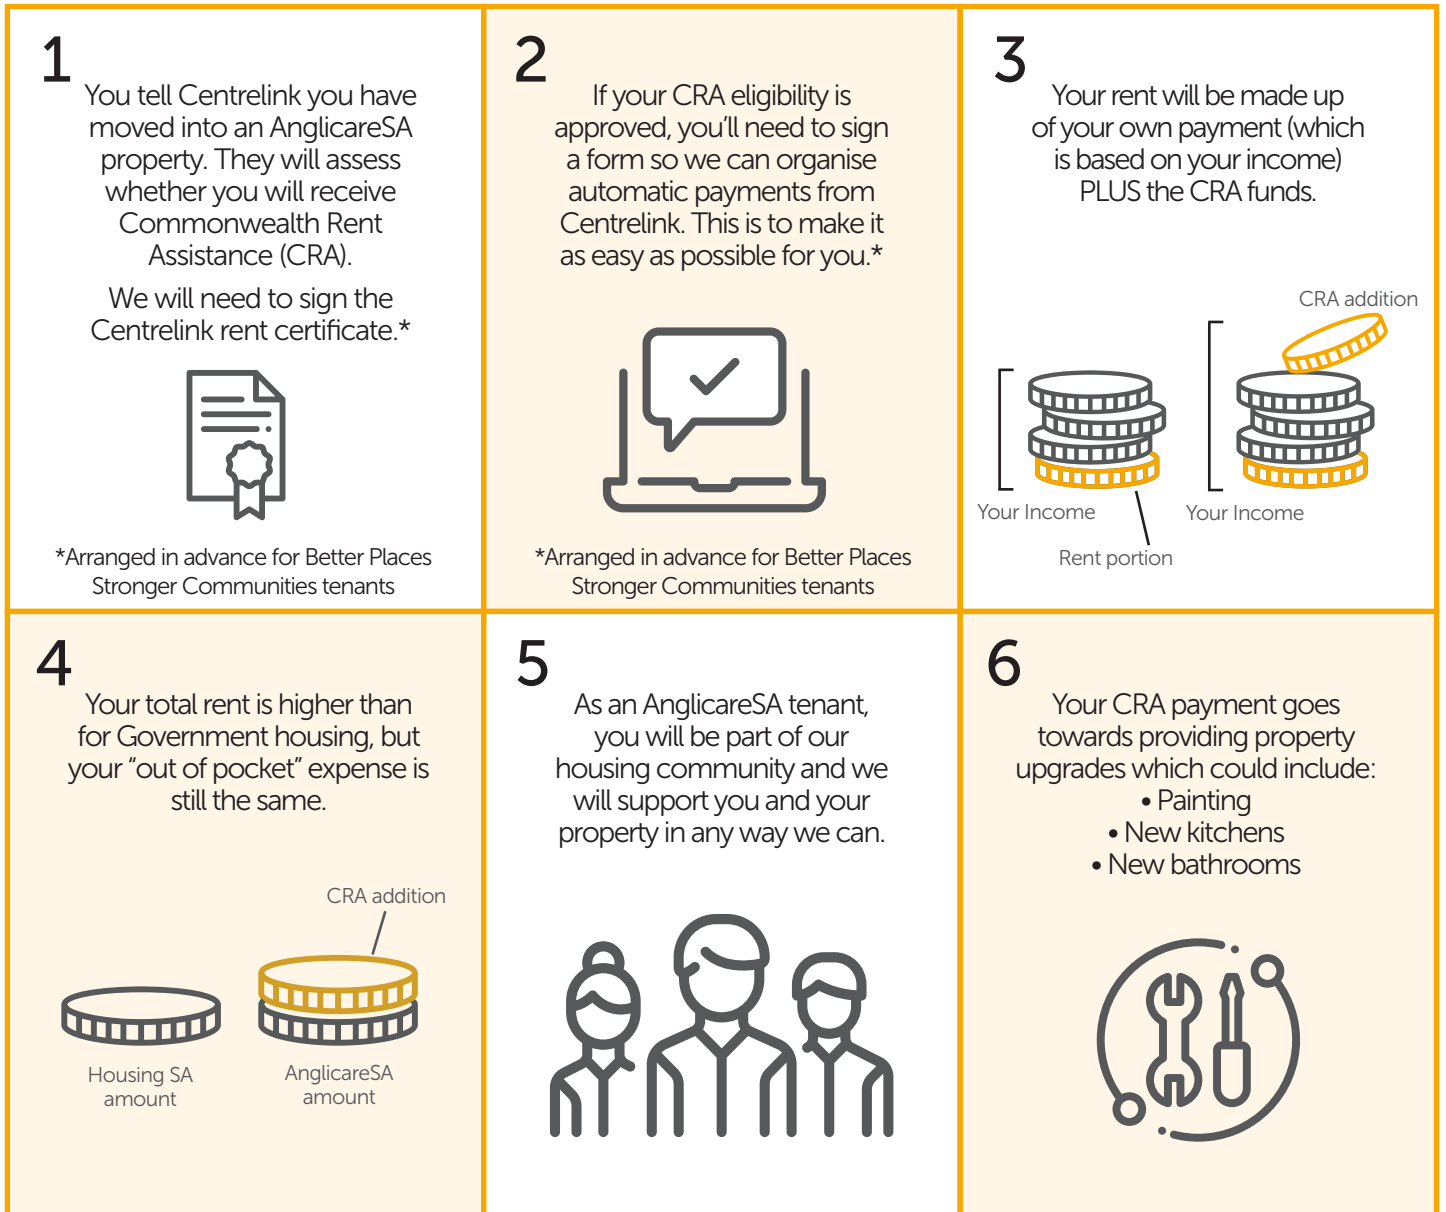 1
You tell Centrelink you have
moved into an AnglicareSA
property. They will assess
whether you will receive
Commonwealth Rent
Assistance (CRA).
We will need to sign the
Centrelink rent certificate.*
*Arranged in advance for Better Places
Stronger Communities tenants
2
If your CRA eligibility is
approved, you’ll need to sign
a form so we can organise
automatic payments from
Centrelink. This is to make it
as easy as possible for you.*
*Arranged in advance for Better Places
Stronger Communities tenants
3
Your rent will be made up
of your own payment (which
is based on your income)
PLUS the CRA funds.
CRA addition
Your Income
Your Income
Rent portion
4
Your total rent is higher than
for Government housing, but
your “out of pocket” expense is
still the same.
CRA addition
Housing SA
amount
AnglicareSA
amount
5
As an AnglicareSA tenant,
you will be part of our
housing community and we
will support you and your
property in any way we can.
6
Your CRA payment goes
towards providing property
upgrades which could include:
• Painting
• New kitchens
• New bathrooms